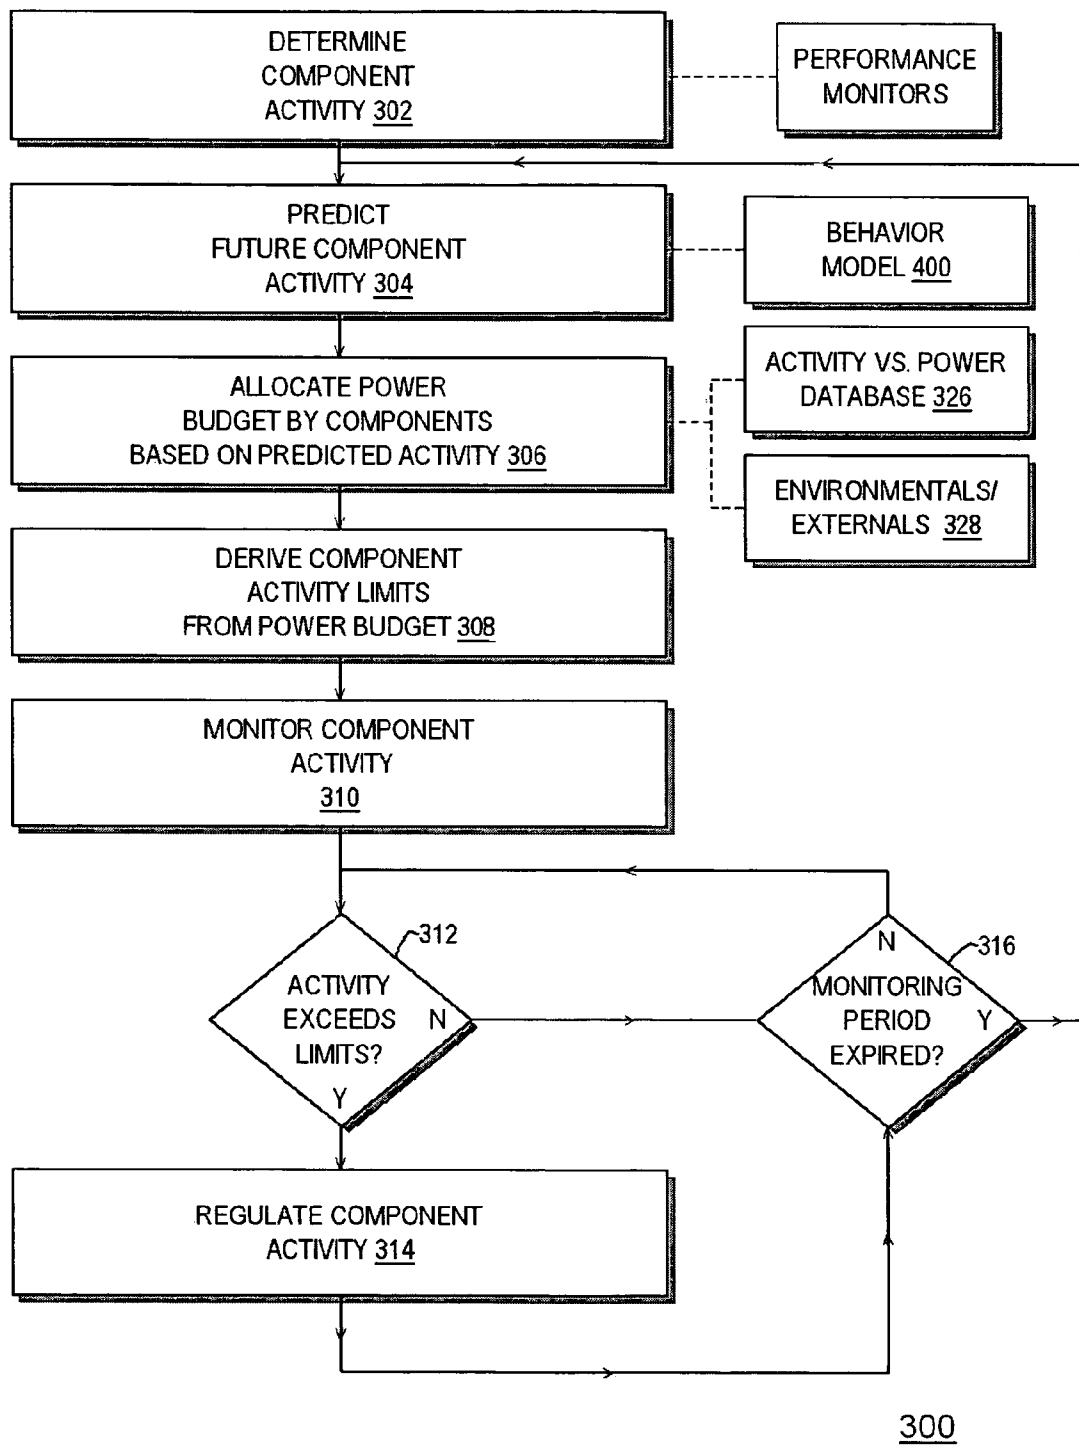 DETERMINE
COMPONENT
ACTIVITY 302
PERFORMANCE
MONITORS
PREDICT
FUTURE COMPONENT
ACTIVITY 304
BEHAVIOR
MODEL 400
ALLOCATE POWER
BUDGET BY COMPONENTS
BASED ON PREDICTED ACTIVITY 306
ACTIVITY VS. POWER
DATABASE 326
ENVIRONMENTALS/
EXTERNALS 328
DERIVE COMPONENT
ACTIVITY LIMITS
FROM POWER BUDGET 308
MONITOR COMPONENT
ACTIVITY
310
312
ACTIVITY
EXCEEDS
LIMITS?
N
Y
316
N
MONITORING
PERIOD
EXPIRED?
Y
REGULATE COMPONENT
ACTIVITY 314
300